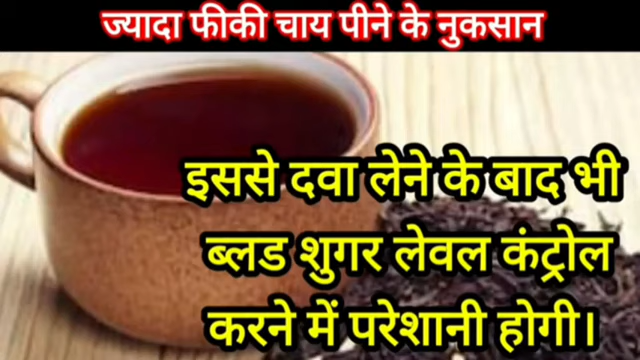 ज्यादा फीकी चाय पीने के नुकसान
इससे दवा लेने के बाद भी
ब्लड शुगर लेवल कंट्रोल
करने में परेशानी होगी।